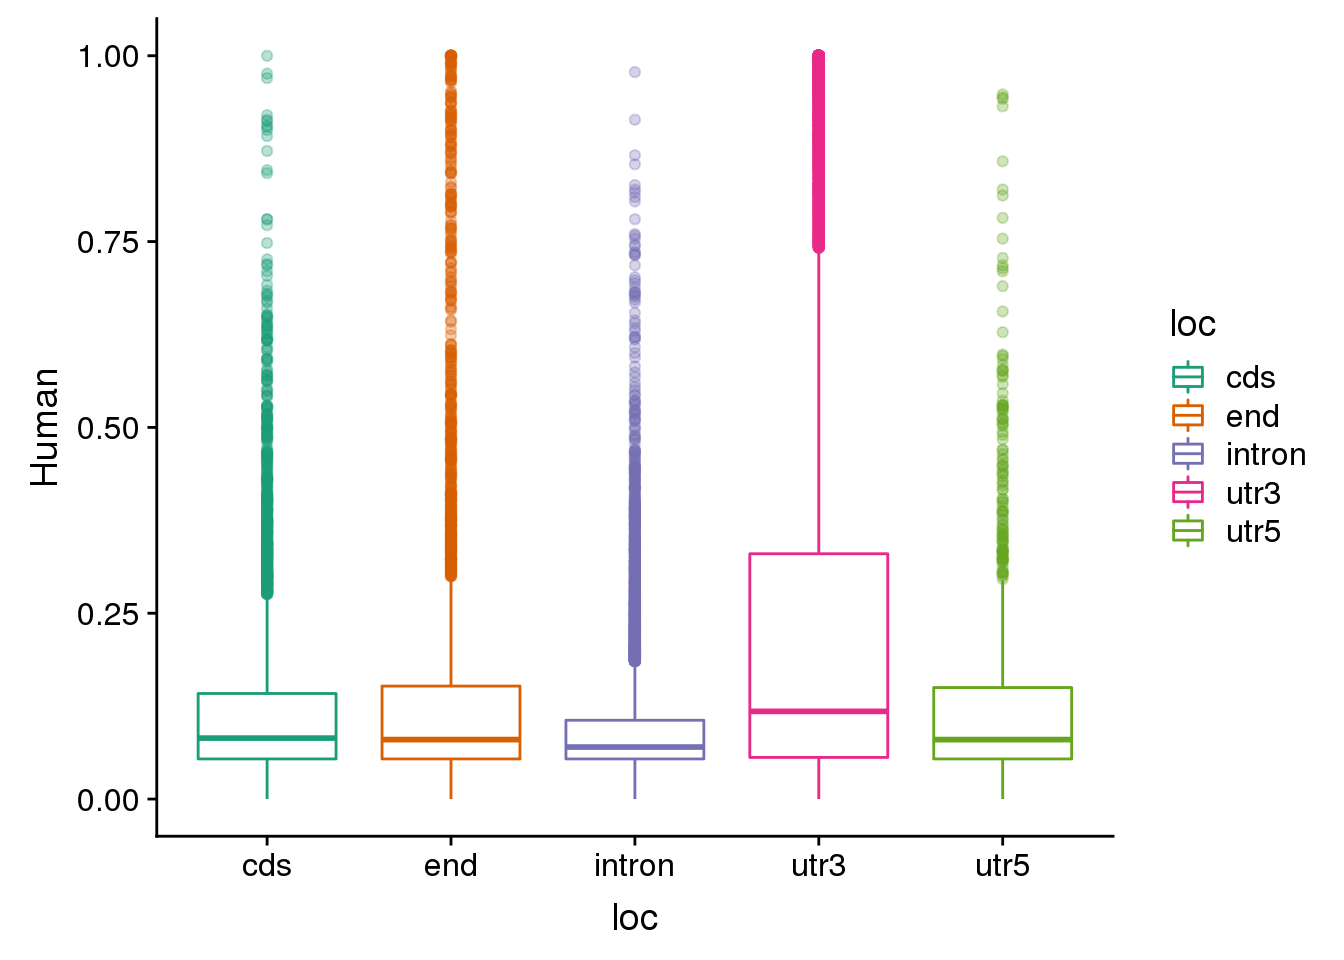 1.00
0.75
0.50
0.25
0.00
Human
cds
end
intron
utr3
utr5
loc
loc
cds
end
intron
utr3
utr5